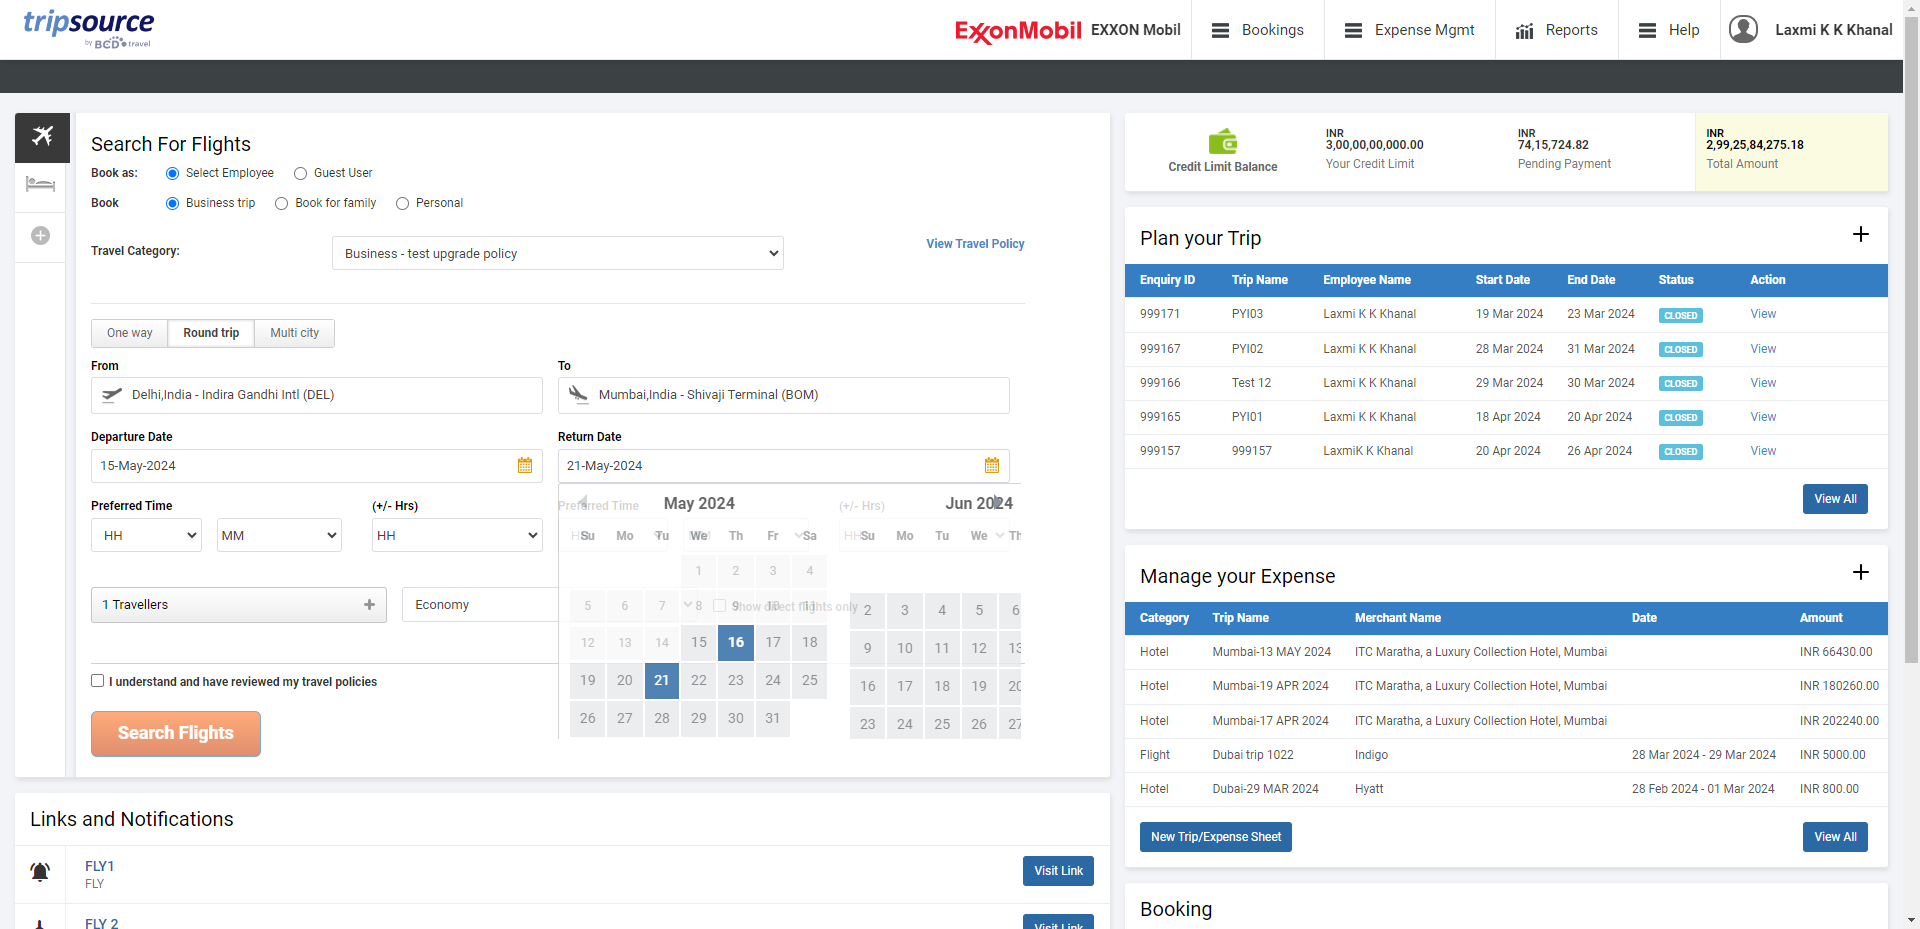 tripsource
by BCD travel
ExxonMobil EXXON Mobil
Bookings
Expense Mgmt
Reports
Help
Laxmi K K Khanal
Search For Flights
Book as: Select Employee Guest User
Book Business trip Book for family Personal
Travel Category: Business - test upgrade policy View Travel Policy
One way Round trip Multi city
From To
Delhi,India - Indira Gandhi Intl (DEL) Mumbai,India - Shivaji Terminal (BOM)
Departure Date Return Date
15-May-2024 21-May-2024
Preferred Time (+/- Hrs) Preferred Time (+/- Hrs)
HH MM HH
May 2024 Jun 2024
Su Mo Tu We Th Fr Sa Su Mo Tu We Th
1 2 3 4
5 6 7 8 9 10 11 2 3 4 5 6
Show direct flights only
12 13 14 15 16 17 18 9 10 11 12 13
19 20 21 22 23 24 25 16 17 18 19 20
26 27 28 29 30 31 23 24 25 26 27
1 Travellers Economy
I understand and have reviewed my travel policies
Search Flights
Links and Notifications
FLY1
FLY
Visit Link
FLY 2
Visit Link
Credit Limit Balance
INR
3,00,00,00,000.00
Your Credit Limit
INR
74,15,724.82
Pending Payment
INR
2,99,25,84,275.18
Total Amount
Plan your Trip
Enquiry ID Trip Name Employee Name Start Date End Date Status Action
999171 PYI03 Laxmi K K Khanal 19 Mar 2024 23 Mar 2024 CLOSED View
999167 PYI02 Laxmi K K Khanal 28 Mar 2024 31 Mar 2024 CLOSED View
999166 Test 12 Laxmi K K Khanal 29 Mar 2024 30 Mar 2024 CLOSED View
999165 PYI01 Laxmi K K Khanal 18 Apr 2024 20 Apr 2024 CLOSED View
999157 999157 LaxmiK K Khanal 20 Apr 2024 26 Apr 2024 CLOSED View
View All
Manage your Expense
Category Trip Name Merchant Name Date Amount
Hotel Mumbai-13 MAY 2024 ITC Maratha, a Luxury Collection Hotel, Mumbai INR 66430.00
Hotel Mumbai-19 APR 2024 ITC Maratha, a Luxury Collection Hotel, Mumbai INR 180260.00
Hotel Mumbai-17 APR 2024 ITC Maratha, a Luxury Collection Hotel, Mumbai INR 202240.00
Flight Dubai trip 1022 Indigo 28 Mar 2024 - 29 Mar 2024 INR 5000.00
Hotel Dubai-29 MAR 2024 Hyatt 28 Feb 2024 - 01 Mar 2024 INR 800.00
New Trip/Expense Sheet View All
Booking